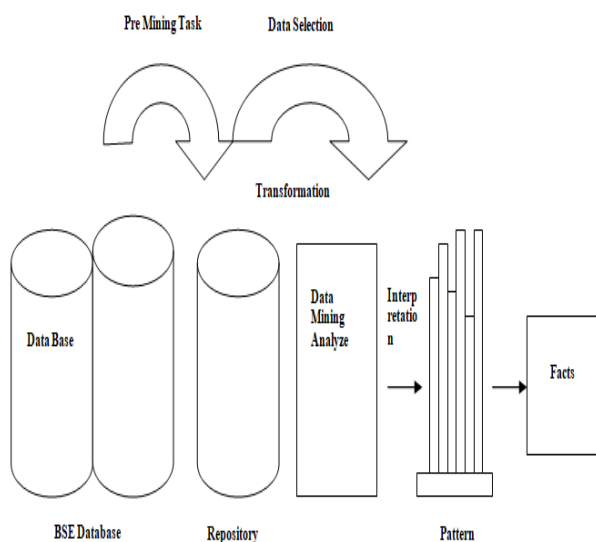 Pre Mining Task
Data Selection
Transformation
Data Base
Data
Mining
Analyze
Interp
retatio
n
Facts
BSE Database
Repository
Pattern